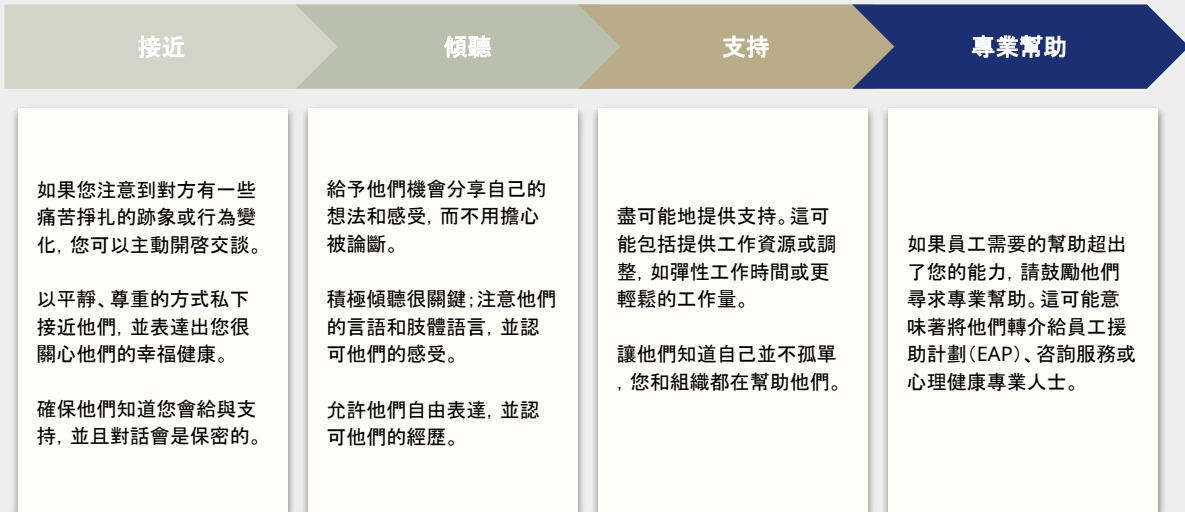 接近
傾聽
支持
專業幫助
如果您注意到對方有一些
痛苦掙扎的跡象或行為變
化, 您可以主動開啓交談。
以平靜、尊重的方式私下
接近他們, 並表達出您很
關心他們的幸福健康。
確保他們知道您會給與支
持, 並且對話會是保密的。
給予他們機會分享自己的
想法和感受, 而不用擔心
被論斷。
積極傾聽很關鍵；注意他們
的言語和肢體語言, 並認
可他們的感受。
允許他們自由表達, 並認
可他們的經歷。
盡可能地提供支持。這可
能包括提供工作資源或調
整, 如彈性工作時間或更
輕鬆的工作量。
讓他們知道自己並不孤單
, 您和組織都在幫助他們。
如果員工需要的幫助超出
了您的能力, 請鼓勵他們
尋求專業幫助。這可能意
味著將他們轉介給員工援
助計劃(EAP)、咨詢服務或
心理健康專業人士。